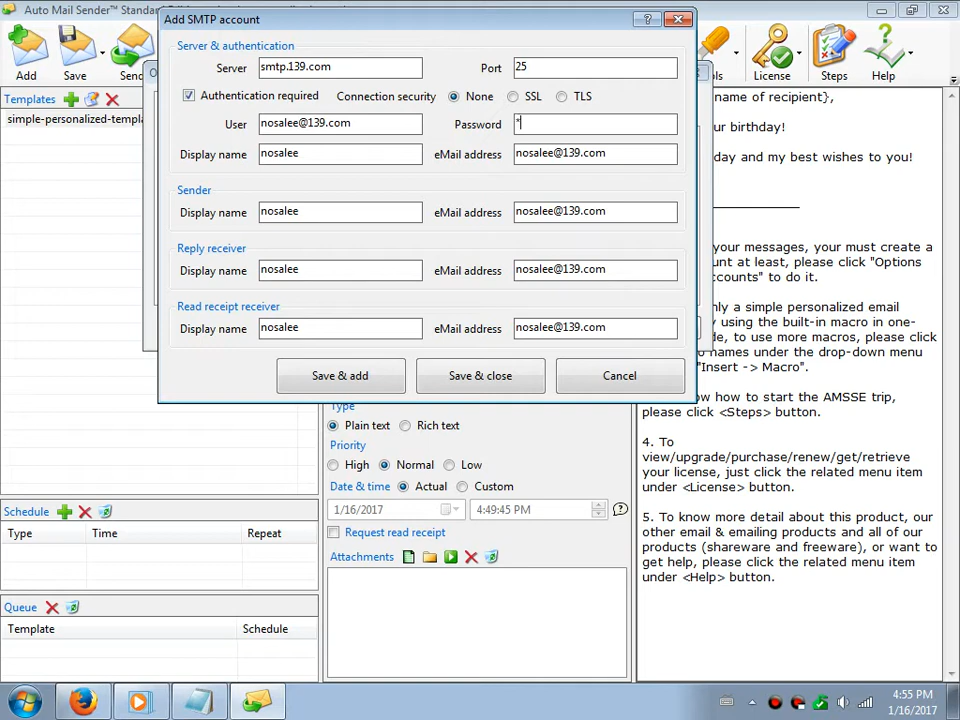 Auto Mail Sender™ Standard
Add SMTP account
Add
Save
Send
License
Steps
Help
Server & authentication
Server
smtp.139.com
Port
25
Authentication required
Connection security
None
SSL
TLS
User
nosalee@139.com
Password
*
Display name
nosalee
eMail address
nosalee@139.com
Sender
Display name
nosalee
eMail address
nosalee@139.com
Reply receiver
Display name
nosalee
eMail address
nosalee@139.com
Read receipt receiver
Display name
nosalee
eMail address
nosalee@139.com
Save & add
Save & close
Cancel
Templates
simple-personalized-templa
Type
Plain text
Rich text
Priority
High
Normal
Low
Date & time
Actual
Custom
1/16/2017
4:49:45 PM
Request read receipt
Attachments
Schedule
Type
Time
Repeat
Queue
Template
Schedule
name of recipient},
ur birthday!
day and my best wishes to you!
your messages, your must create a
unt at least, please click "Options
ccounts" to do it.
nly a simple personalized email
y using the built-in macro in one-
de, to use more macros, please click
o names under the drop-down menu
"Insert -> Macro".
ow how to start the AMSSE trip,
please click <Steps> button.
4. To
view/upgrade/purchase/renew/get/retrieve
your license, just click the related menu item
under <License> button.
5. To know more detail about this product, our
other email & emailing products and all of our
products (shareware and freeware), or want to
get help, please click the related menu item
under <Help> button.
4:55 PM
1/16/2017